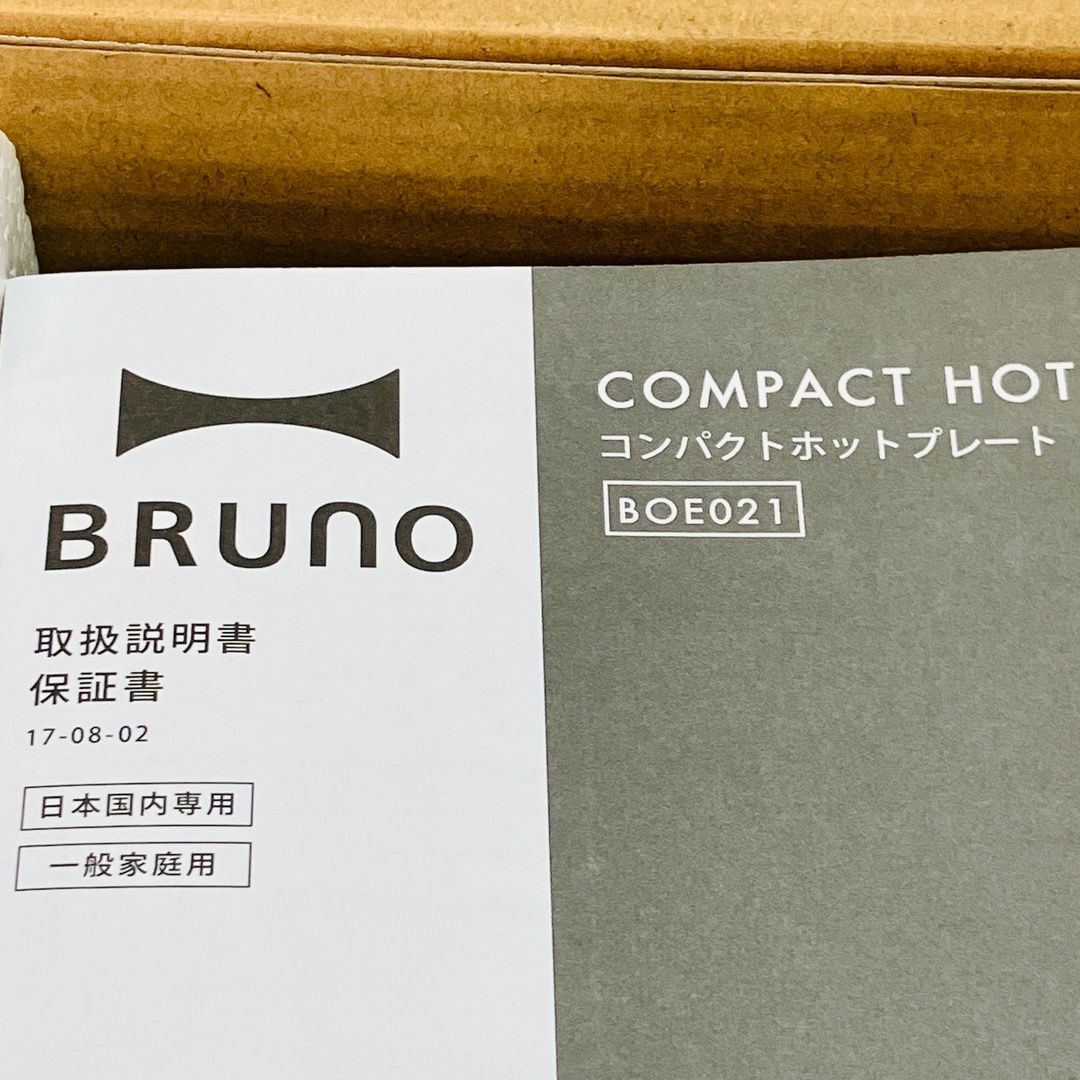 BRUNO
取扱説明書
保証書
17-08-02
日本国内専用
一般家庭用
COMPACT HOT
コンパクトホットプレート
BOE021